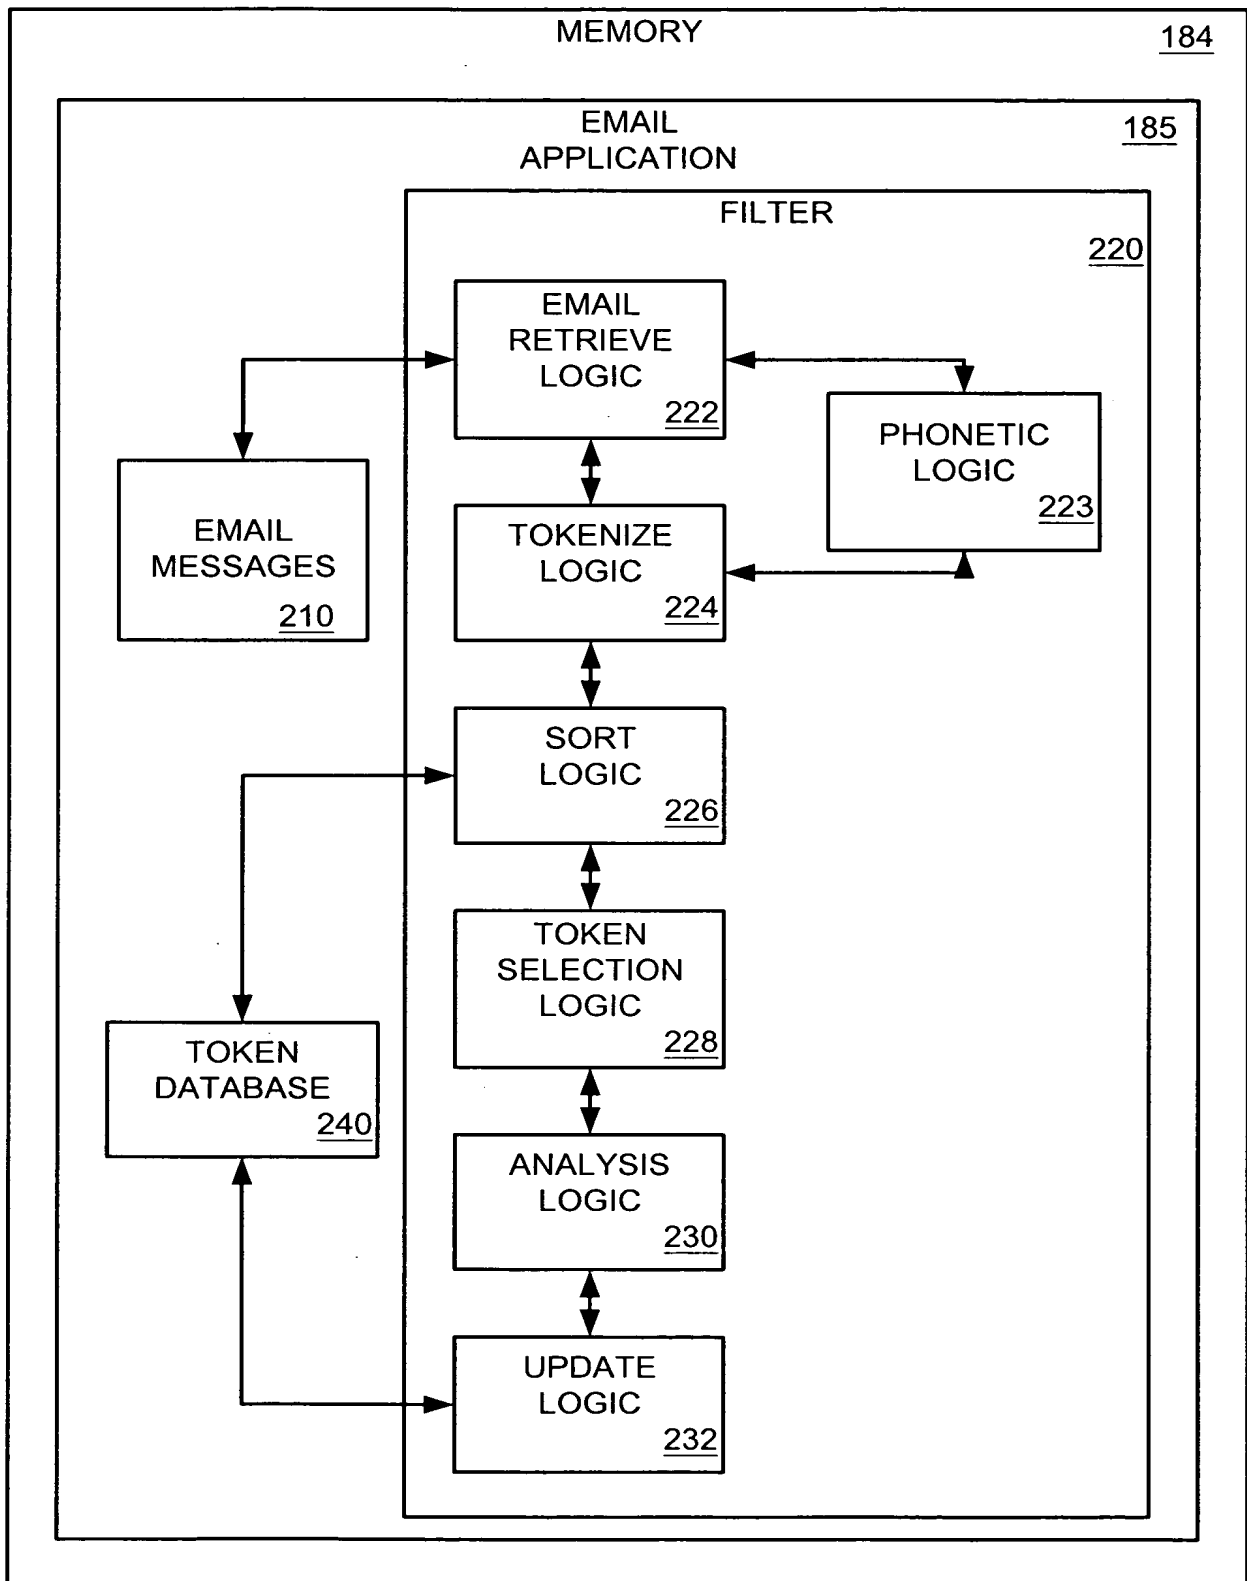 MEMORY
184
EMAIL
APPLICATION
185
FILTER
220
EMAIL
RETRIEVE
LOGIC
222
PHONETIC
LOGIC
223
EMAIL
MESSAGES
210
TOKENIZE
LOGIC
224
SORT
LOGIC
226
TOKEN
SELECTION
LOGIC
228
TOKEN
DATABASE
240
ANALYSIS
LOGIC
230
UPDATE
LOGIC
232